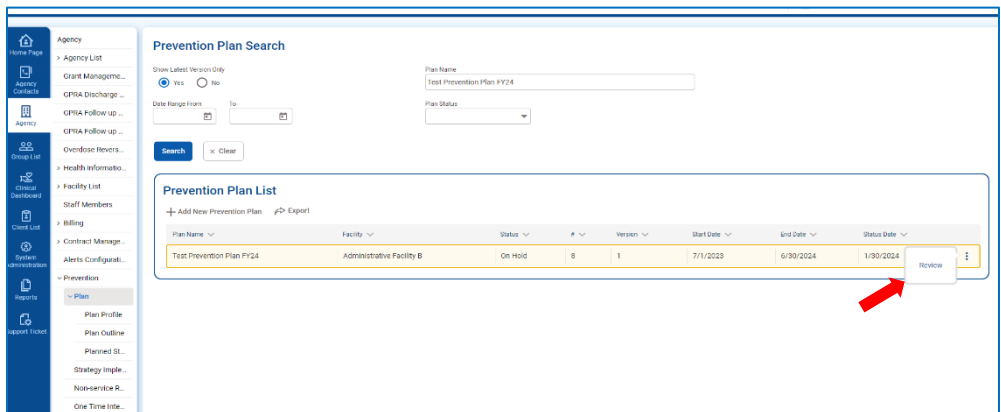 Home Page
Agency Contacts
Agency
Group List
Clinical Dashboard
Client List
System
Administration
Reports
Support Ticket
Agency
Agency List
Grant Manageme...
GPRA Discharge ...
GPRA Follow-up ...
GPRA Follow-up ...
Overdose Revers...
Health Informatio...
Facility List
Staff Members
Billing
Contract Manage...
Alerts Configurati...
Prevention
Plan
Plan Profile
Plan Outline
Planned St...
Strategy Imple...
Non-service R...
One Time Inte...
Prevention Plan Search
Show Latest Version Only
Yes No
Plan Name
Test Prevention Plan FY24
Date Range From To
Plan Status
Search × Clear
Prevention Plan List
Add New Prevention Plan Export
Plan Name Facility Status # Version Start Date End Date Status Date
Test Prevention Plan FY24 Administrative Facility B On Hold 8 1 7/1/2023 6/30/2024 1/30/2024
Review